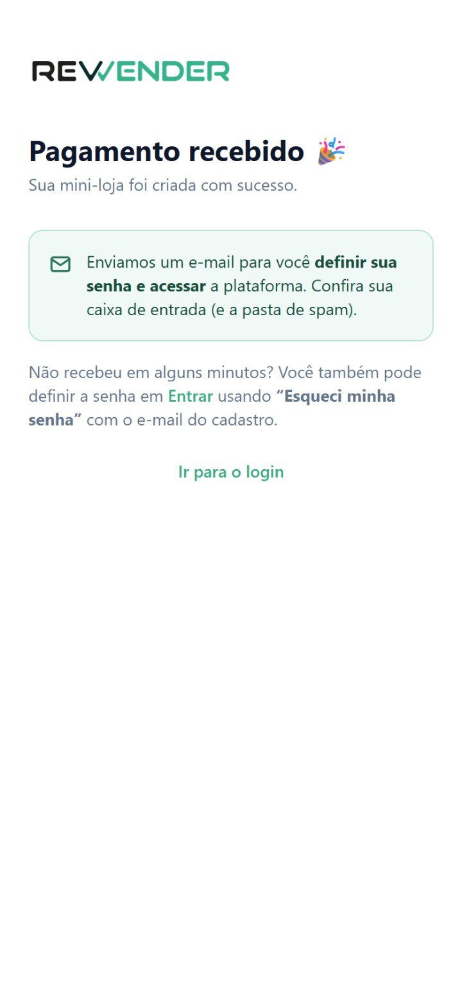 REVVENDER
Pagamento recebido 🎉
Sua mini-loja foi criada com sucesso.
Enviamos um e-mail para você definir sua
senha e acessar a plataforma. Confira sua
caixa de entrada (e a pasta de spam).
Não recebeu em alguns minutos? Você também pode
definir a senha em Entrar usando “Esqueci minha
senha” com o e-mail do cadastro.
Ir para o login